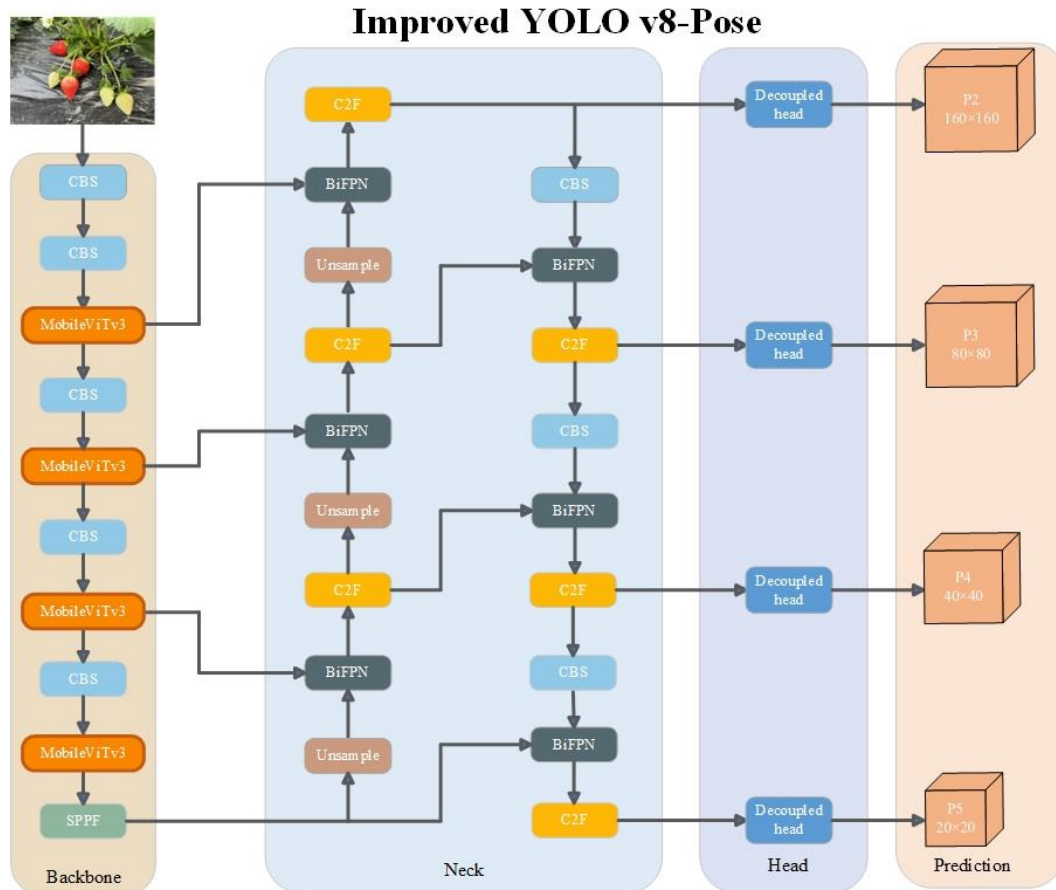 Improved YOLO v8-Pose
CBS
CBS
MobileViTv3
CBS
MobileViTv3
CBS
MobileViTv3
CBS
MobileViTv3
SPPF
Backbone
C2F
BiFPN
Unsample
C2F
BiFPN
Unsample
C2F
BiFPN
Unsample
CBS
BiFPN
C2F
CBS
BiFPN
C2F
CBS
BiFPN
C2F
Neck
Decoupled
head
Decoupled
head
Decoupled
head
Decoupled
head
Head
P2
160×160
P3
80×80
P4
40×40
P5
20×20
Prediction